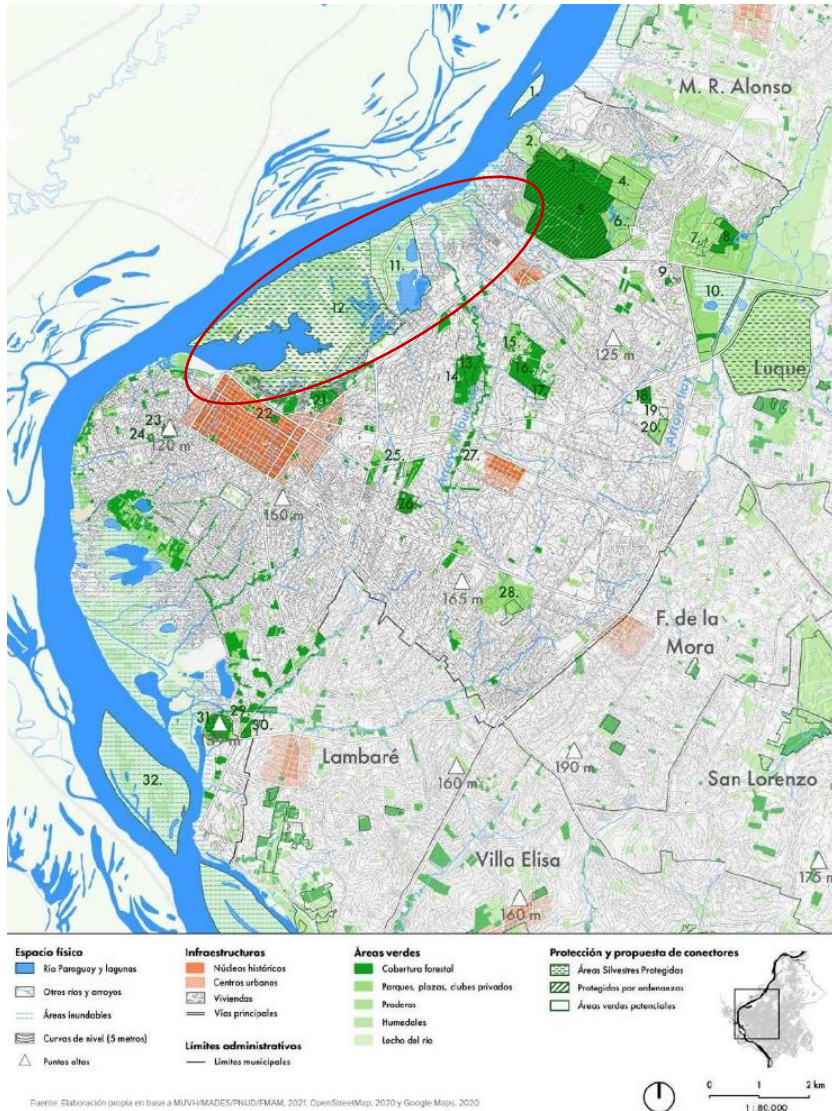 M. R. Alonso
1.
2.
3.
4.
5.
6.
7.
8.
9.
10.
11.
12.
Luque
125 m
15.
16.
17.
13.
14.
18.
19.
20.
21.
22.
23.
24.
120 m
25.
26.
27.
Arroyo Itay
150 m
165 m
28.
F. de la
Mora
29.
30.
31.
32.
Lambaré
160 m
190 m
San Lorenzo
Villa Elisa
175 m
160 m
Espacio físico
Río Paraguay y lagunas
Otros ríos y arroyos
Áreas inundables
Curvas de nivel (5 metros)
Puntos altos
Infraestructuras
Núcleos históricos
Centros urbanos
Viviendas
Vías principales
Límites administrativos
Límites municipales
Áreas verdes
Cobertura forestal
Parques, plazas, clubes privados
Praderas
Humedales
Lecho del río
Protección y propuesta de conectores
Áreas Silvestres Protegidas
Protegidas por ordenanzas
Áreas verdes potenciales
0 1 2 km
1 : 80.000
Fuente: Elaboración propia en base a MUVH/MADES/PNUD/FMAM, 2021, OpenStreetMap, 2020 y Google Maps, 2020